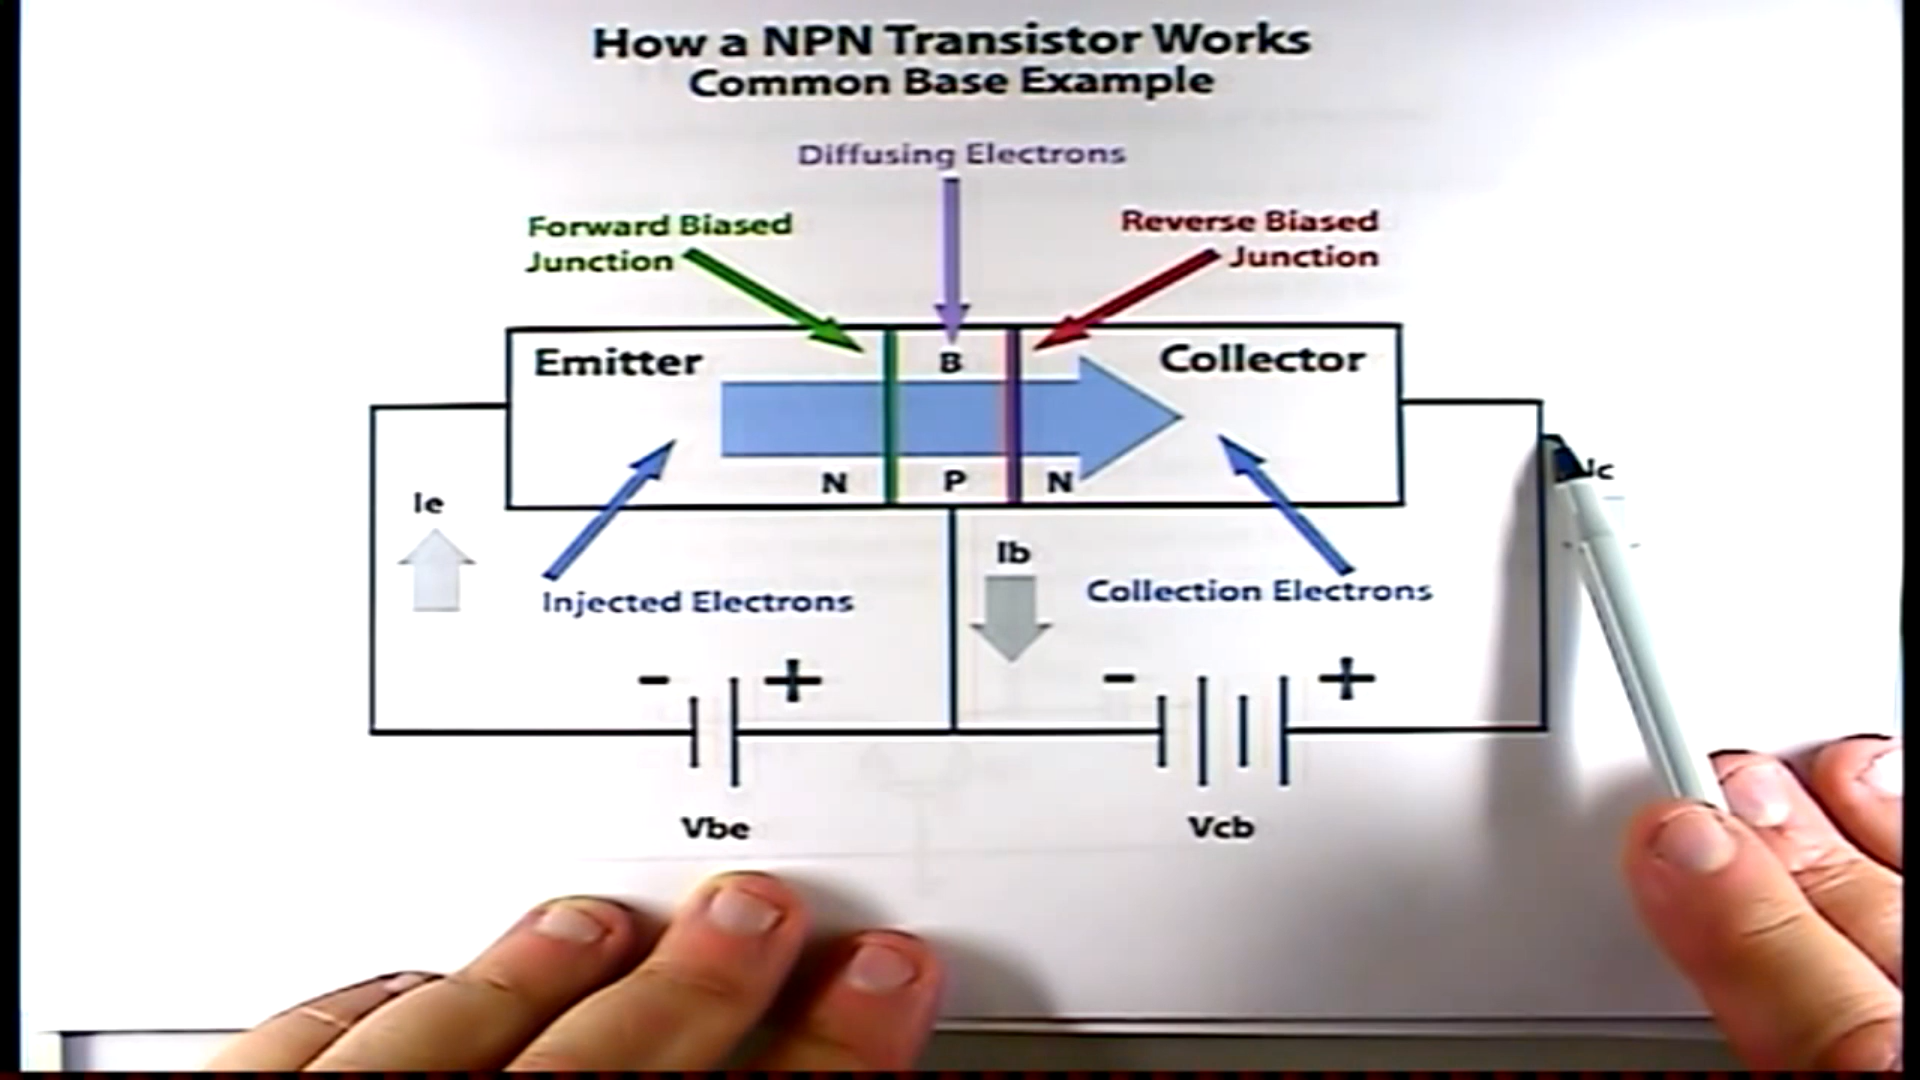 How a NPN Transistor Works
Common Base Example
Diffusing Electrons
Forward Biased
Junction
Reverse Biased
Junction
Emitter
B
Collector
N
P
N
Ie
Ib
Injected Electrons
Collection Electrons
- +
- +
Vbe
Vcb